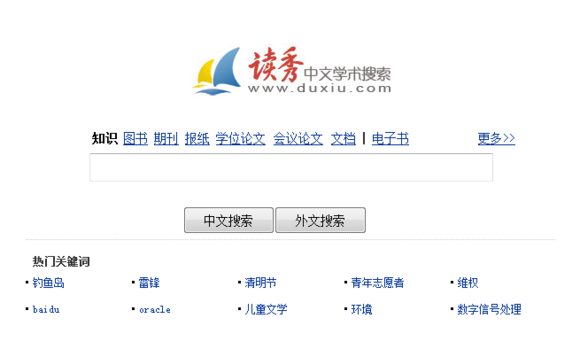 读秀中文学术搜索
www.duxiu.com
知识 图书 期刊 报纸 学位论文 会议论文 文档 | 电子书 更多>>
中文搜索 外文搜索
热门关键词
· 钓鱼岛 · 雷锋 · 清明节 · 青年志愿者 · 维权
· baidu · oracle · 儿童文学 · 环境 · 数字信号处理